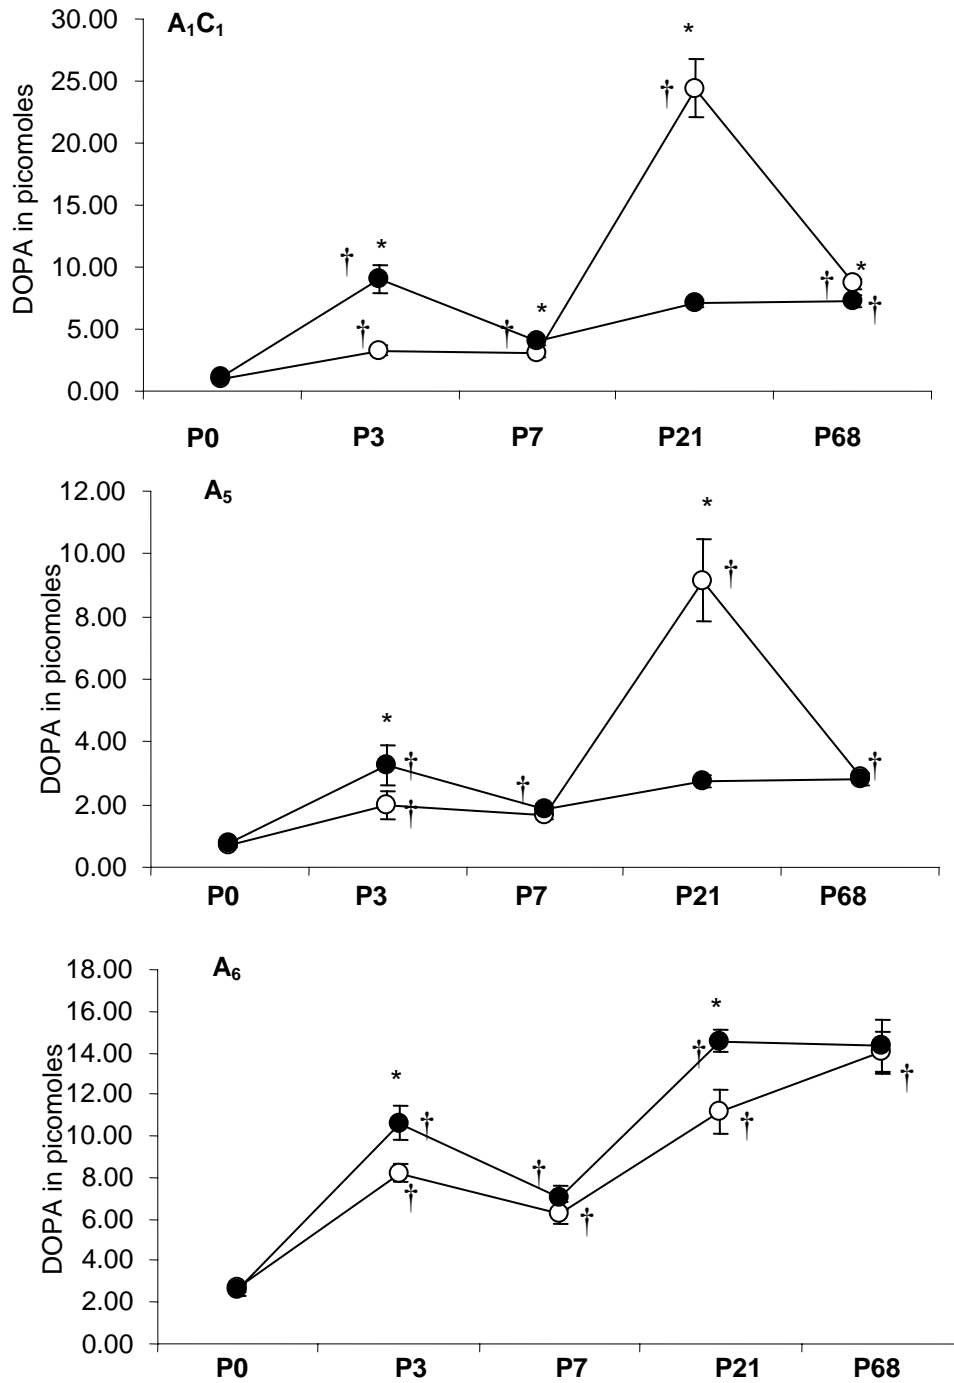 A1C1
DOPA in picomoles
30.00
25.00
20.00
15.00
10.00
5.00
0.00
*
†
† * † * † * † †
P0 P3 P7 P21 P68
A5
DOPA in picomoles
12.00
10.00
8.00
6.00
4.00
2.00
0.00
*
†
* † † † †
P0 P3 P7 P21 P68
A6
DOPA in picomoles
18.00
16.00
14.00
12.00
10.00
8.00
6.00
4.00
2.00
0.00
* † † † † * † † †
P0 P3 P7 P21 P68